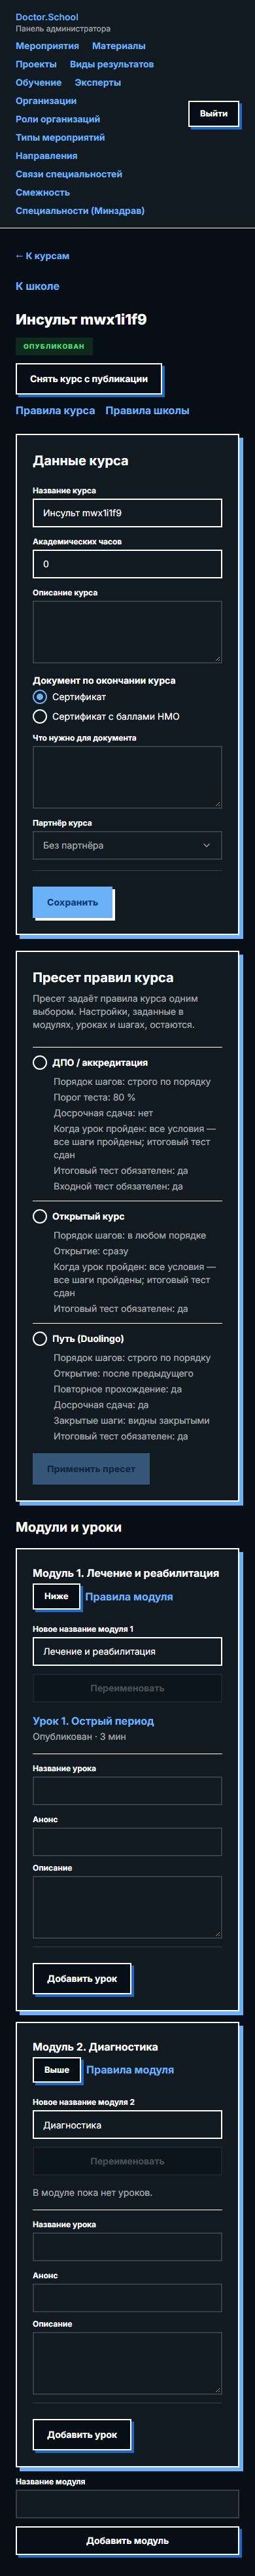 Doctor.School
Панель администратора
Мероприятия Материалы
Проекты Виды результатов
Обучение Эксперты
Организации
Выйти
Роли организаций
Типы мероприятий
Направления
Связи специальностей
Смежность
Специальности (Минздрав)
← К курсам
К школе
Инсульт mwx1i1f9
ОПУБЛИКОВАН
Снять курс с публикации
Правила курса Правила школы
Данные курса
Название курса
Инсульт mwx1i1f9
Академических часов
0
Описание курса
Документ по окончании курса
Сертификат
Сертификат с баллами НМО
Что нужно для документа
Партнёр курса
Без партнёра
Сохранить
Пресет правил курса
Пресет задаёт правила курса одним
выбором. Настройки, заданные в
модулях, уроках и шагах, остаются.
ДПО / аккредитация
Порядок шагов: строго по порядку
Порог теста: 80 %
Досрочная сдача: нет
Когда урок пройден: все условия —
все шаги пройдены; итоговый тест
сдан
Итоговый тест обязателен: да
Входной тест обязателен: да
Открытый курс
Порядок шагов: в любом порядке
Открытие: сразу
Когда урок пройден: все условия —
все шаги пройдены; итоговый тест
сдан
Итоговый тест обязателен: да
Путь (Duolingo)
Порядок шагов: строго по порядку
Открытие: после предыдущего
Повторное прохождение: да
Досрочная сдача: да
Закрытые шаги: видны закрытыми
Итоговый тест обязателен: да
Применить пресет
Модули и уроки
Модуль 1. Лечение и реабилитация
Ниже Правила модуля
Новое название модуля 1
Лечение и реабилитация
Переименовать
Урок 1. Острый период
Опубликован · 3 мин
Название урока
Анонс
Описание
Добавить урок
Модуль 2. Диагностика
Выше Правила модуля
Новое название модуля 2
Диагностика
Переименовать
В модуле пока нет уроков.
Название урока
Анонс
Описание
Добавить урок
Название модуля
Добавить модуль